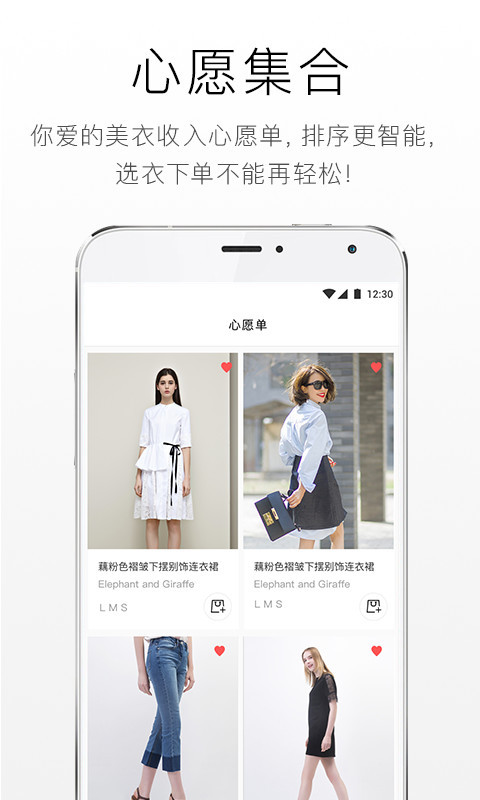 心愿集合
你爱的美衣收入心愿单, 排序更智能,
选衣下单不能再轻松!
12:30
心愿单
藕粉色褶皱下摆别饰连衣裙
Elephant and Giraffe
L M S
藕粉色褶皱下摆别饰连衣裙
Elephant and Giraffe
L M S